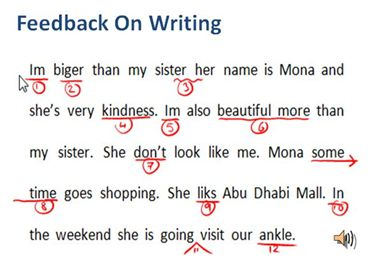 Feedback On Writing
Im biger than my sister her name is Mona and
1 2 3
she's very kindness. Im also beautiful more than
4 5 6
my sister. She don't look like me. Mona some
7
time goes shopping. She liks Abu Dhabi Mall. In
8 9 10
the weekend she is going visit our ankle.
11 12